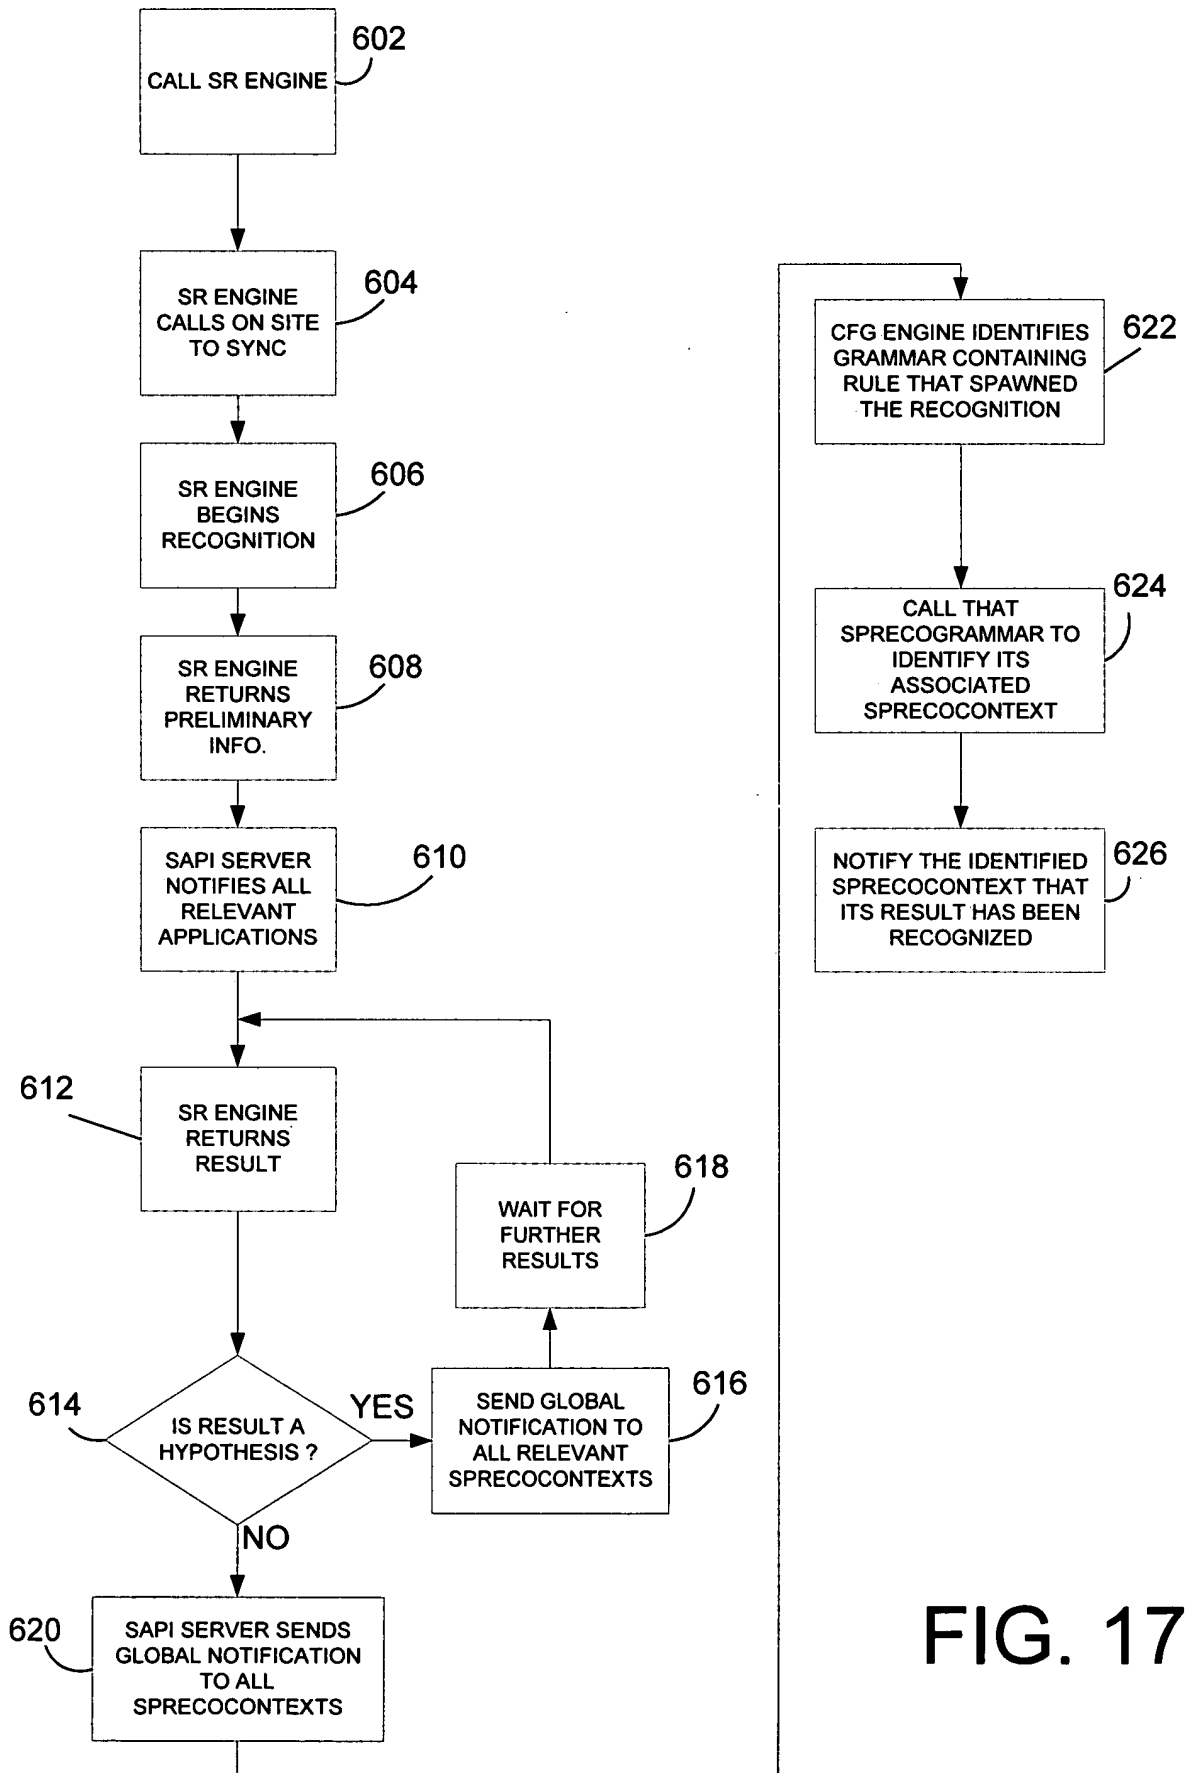 602
CALL SR ENGINE
604
SR ENGINE
CALLS ON SITE
TO SYNC
606
SR ENGINE
BEGINS
RECOGNITION
608
SR ENGINE
RETURNS
PRELIMINARY
INFO.
610
SAPI SERVER
NOTIFIES ALL
RELEVANT
APPLICATIONS
612
SR ENGINE
RETURNS
RESULT
614
IS RESULT A
HYPOTHESIS ?
YES
NO
616
SEND GLOBAL
NOTIFICATION TO
ALL RELEVANT
SPRECOCONTEXTS
618
WAIT FOR
FURTHER
RESULTS
620
SAPI SERVER SENDS
GLOBAL NOTIFICATION
TO ALL
SPRECOCONTEXTS
622
CFG ENGINE IDENTIFIES
GRAMMAR CONTAINING
RULE THAT SPAWNED
THE RECOGNITION
624
CALL THAT
SPRECOGRAMMAR TO
IDENTIFY ITS
ASSOCIATED
SPRECOCONTEXT
626
NOTIFY THE IDENTIFIED
SPRECOCONTEXT THAT
ITS RESULT HAS BEEN
RECOGNIZED
FIG. 17